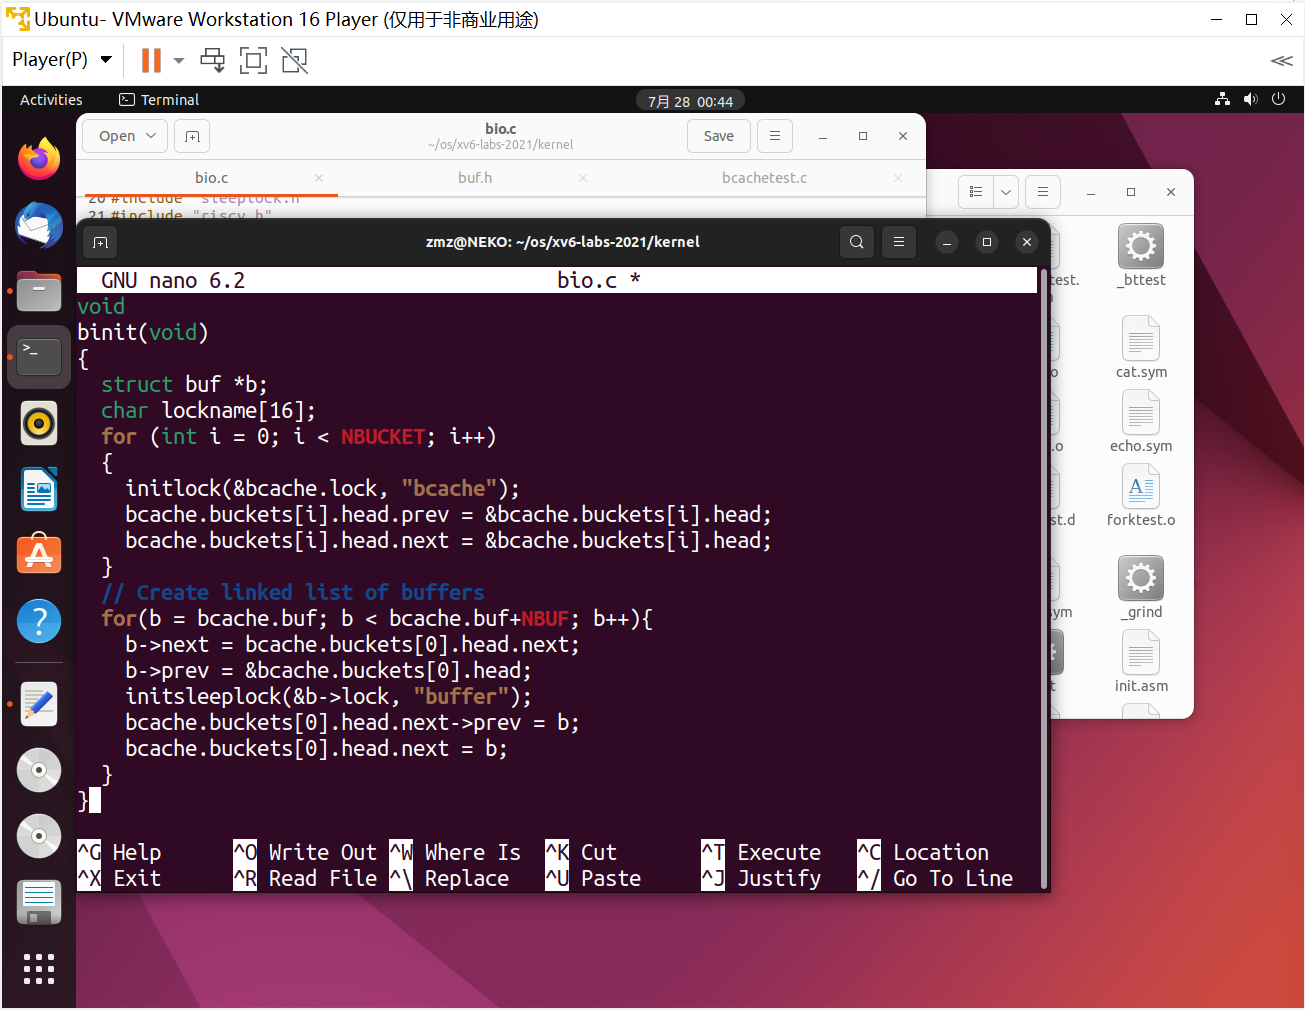 Ubuntu- VMware Workstation 16 Player (仅用于非商业用途)
Player(P)
Activities
Terminal
7月 28 00:44
Open
bio.c
~/os/xv6-labs-2021/kernel
Save
bio.c
buf.h
bcachetest.c
20 #include "sleeplock.h"
21 #include "riscv.h"
zmz@NEKO: ~/os/xv6-labs-2021/kernel
GNU nano 6.2
bio.c *
void
binit(void)
{
struct buf *b;
char lockname[16];
for (int i = 0; i < NBUCKET; i++)
{
initlock(&bcache.lock, "bcache");
bcache.buckets[i].head.prev = &bcache.buckets[i].head;
bcache.buckets[i].head.next = &bcache.buckets[i].head;
}
// Create linked list of buffers
for(b = bcache.buf; b < bcache.buf+NBUF; b++){
b->next = bcache.buckets[0].head.next;
b->prev = &bcache.buckets[0].head;
initsleeplock(&b->lock, "buffer");
bcache.buckets[0].head.next->prev = b;
bcache.buckets[0].head.next = b;
}
}
^G Help ^O Write Out ^W Where Is ^K Cut ^T Execute ^C Location
^X Exit ^R Read File ^\ Replace ^U Paste ^J Justify ^/ Go To Line
test.
_bttest
o
cat.sym
.o
echo.sym
st.d
forktest.o
sym
_grind
t
init.asm